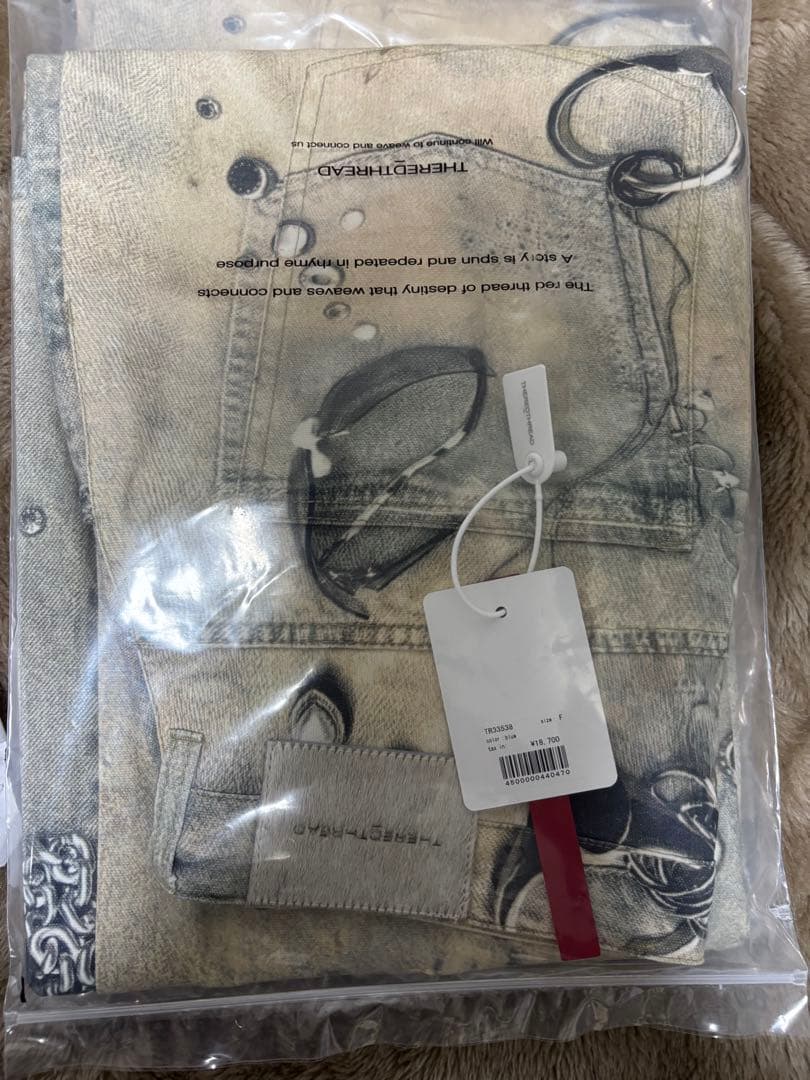 The red thread of destiny that weaves and connects
A story is spun and repeated in rhyme purpose
THEREDTHREAD
Will continue to weave and connect us
THEREDTHREAD
TR33538 size: F
color: blue
tax in ¥18,700
4500000440470
THEREDTHREAD